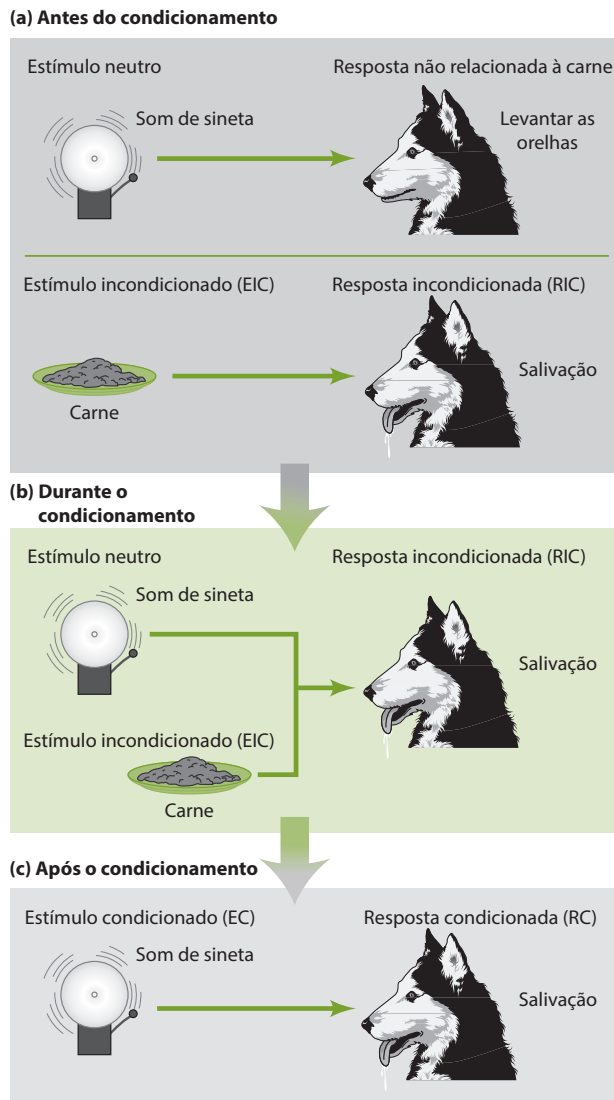 (a) Antes do condicionamento
Estímulo neutro
Resposta não relacionada à carne
Som de sineta
Levantar as
orelhas
Estímulo incondicionado (EIC)
Resposta incondicionada (RIC)
Salivação
Carne
(b) Durante o
condicionamento
Estímulo neutro
Resposta incondicionada (RIC)
Som de sineta
Salivação
Estímulo incondicionado (EIC)
Carne
(c) Após o condicionamento
Estímulo condicionado (EC)
Resposta condicionada (RC)
Som de sineta
Salivação